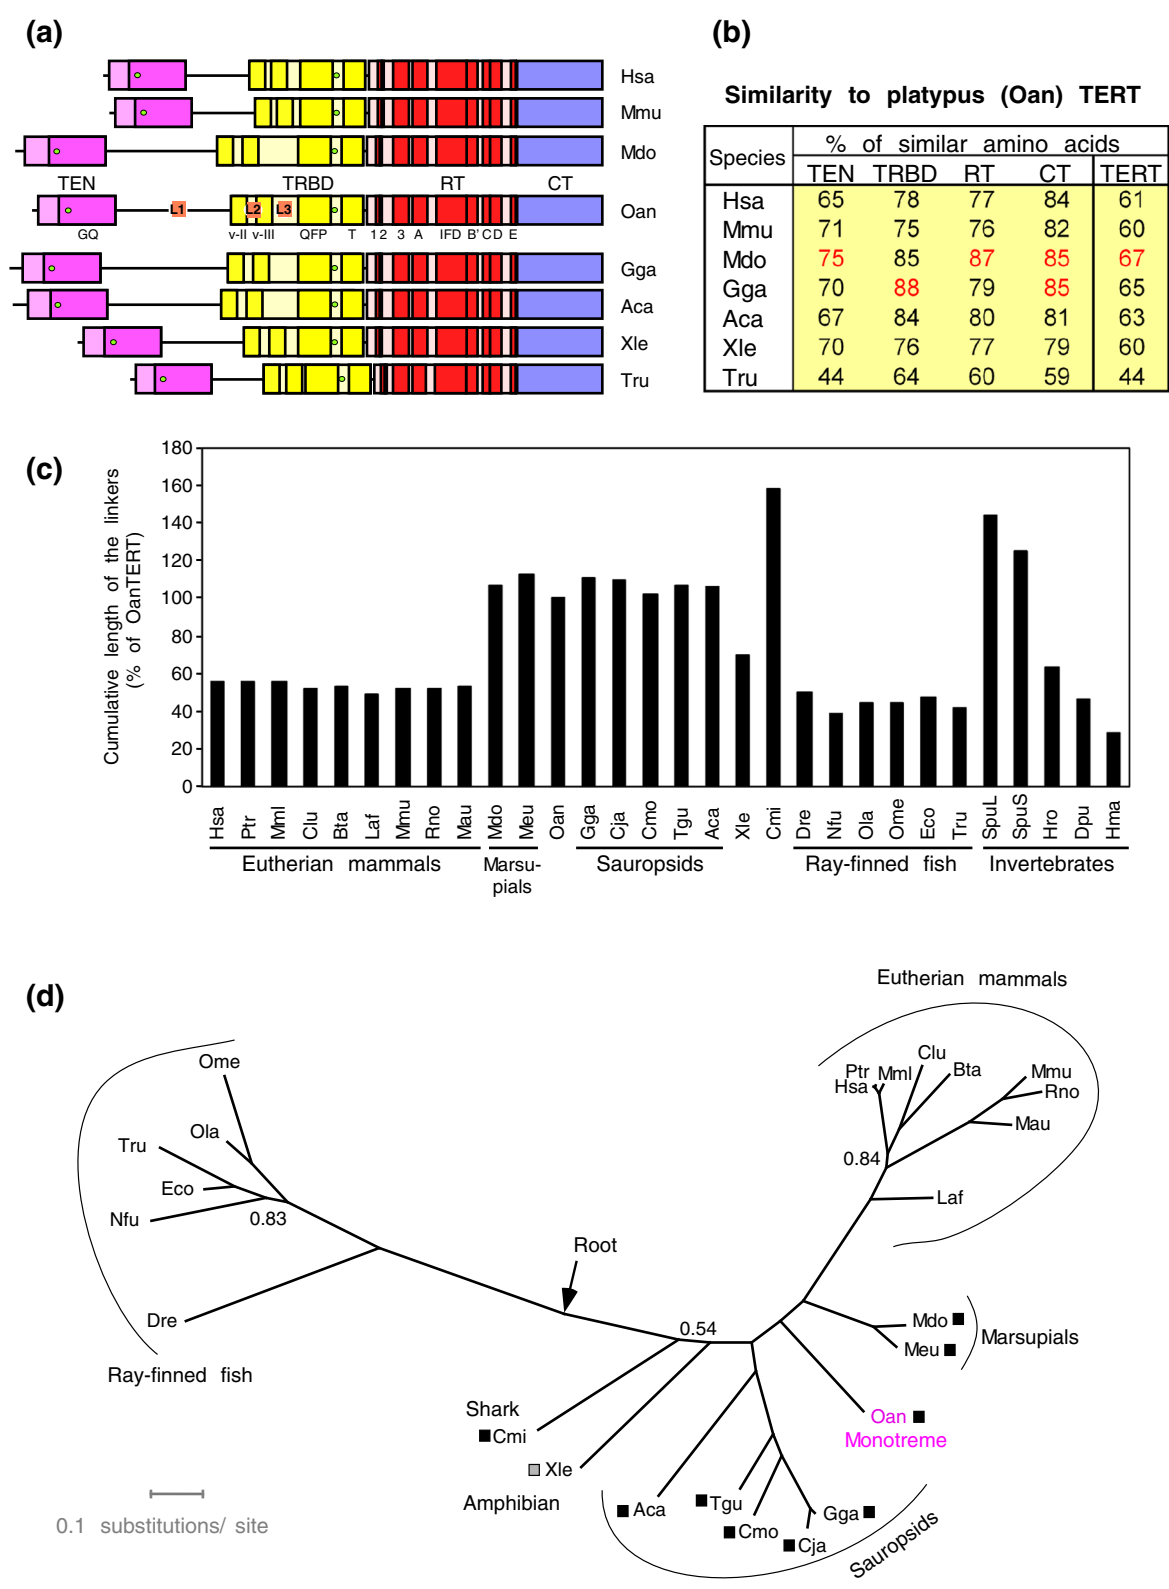 (a)
Hsa
Mmu
Mdo
TEN TRBD RT CT
L1 L2 L3 Oan
GQ v-II v-III QFP T 1 2 3 A IFD B' C D E
Gga
Aca
Xle
Tru
(b)
Similarity to platypus (Oan) TERT
Species % of similar amino acids
TEN TRBD RT CT TERT
Hsa 65 78 77 84 61
Mmu 71 75 76 82 60
Mdo 75 85 87 85 67
Gga 70 88 79 85 65
Aca 67 84 80 81 63
Xle 70 76 77 79 60
Tru 44 64 60 59 44
(c)
Cumulative length of the linkers
(% of OanTERT)
180
160
140
120
100
80
60
40
20
0
Hsa Ptr Mml Clu Bta Laf Mmu Rno Mau Mdo Meu Oan Gga Cja Cmo Tgu Aca Xle Cmi Dre Nfu Ola Ome Eco Tru SpuL SpuS Hro Dpu Hma
Eutherian mammals Marsu- Sauropsids Ray-finned fish Invertebrates
pials
(d)
Eutherian mammals
Ome
Clu
Ptr Mml Bta Mmu
Hsa Rno
Mau
Ola
Tru
0.84
Eco
Laf
Nfu 0.83
Root
Dre
0.54
Mdo
Marsupials
Meu
Ray-finned fish
Shark
Cmi
Oan
Monotreme
Xle
Amphibian
Aca Tgu Gga
Cmo
Cja
Sauropsids
0.1 substitutions/ site